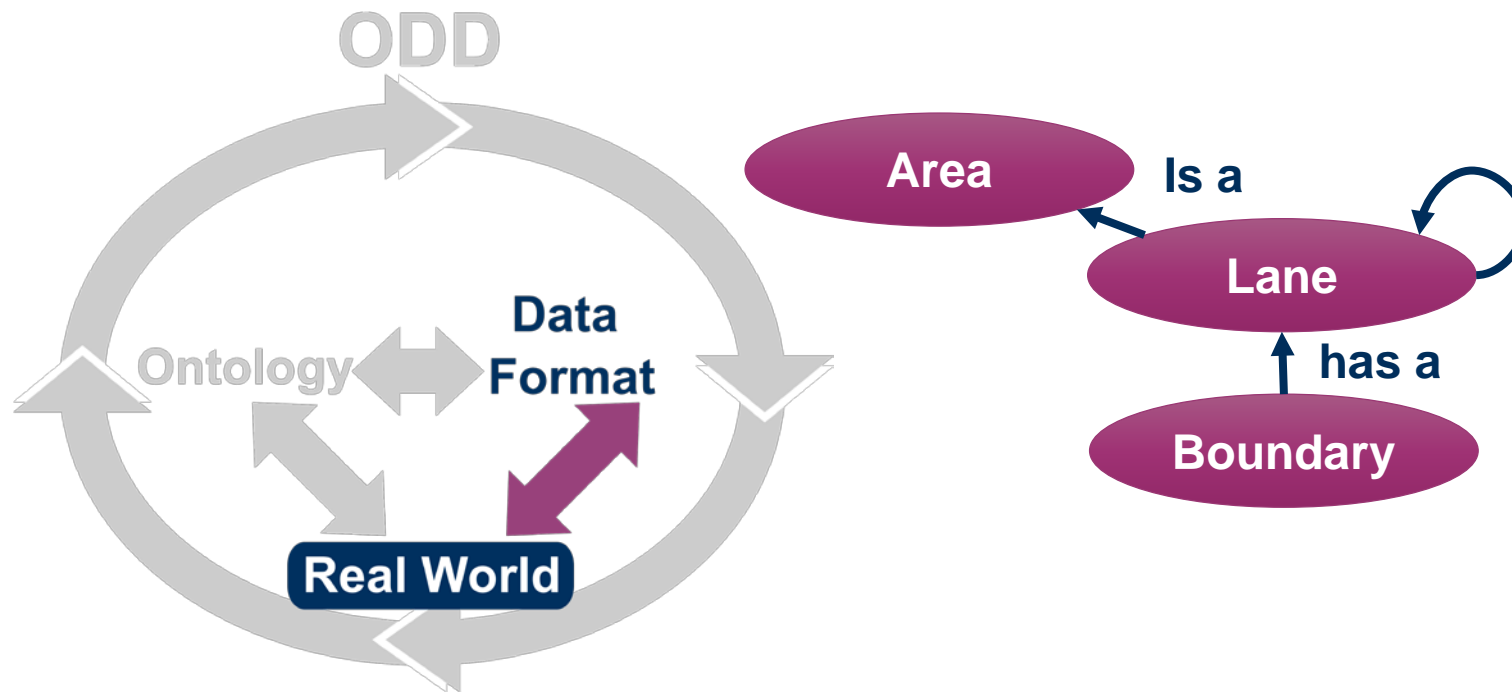 ODD
Ontology
Data
Format
Real World
Area
Is a
Lane
has a
Boundary